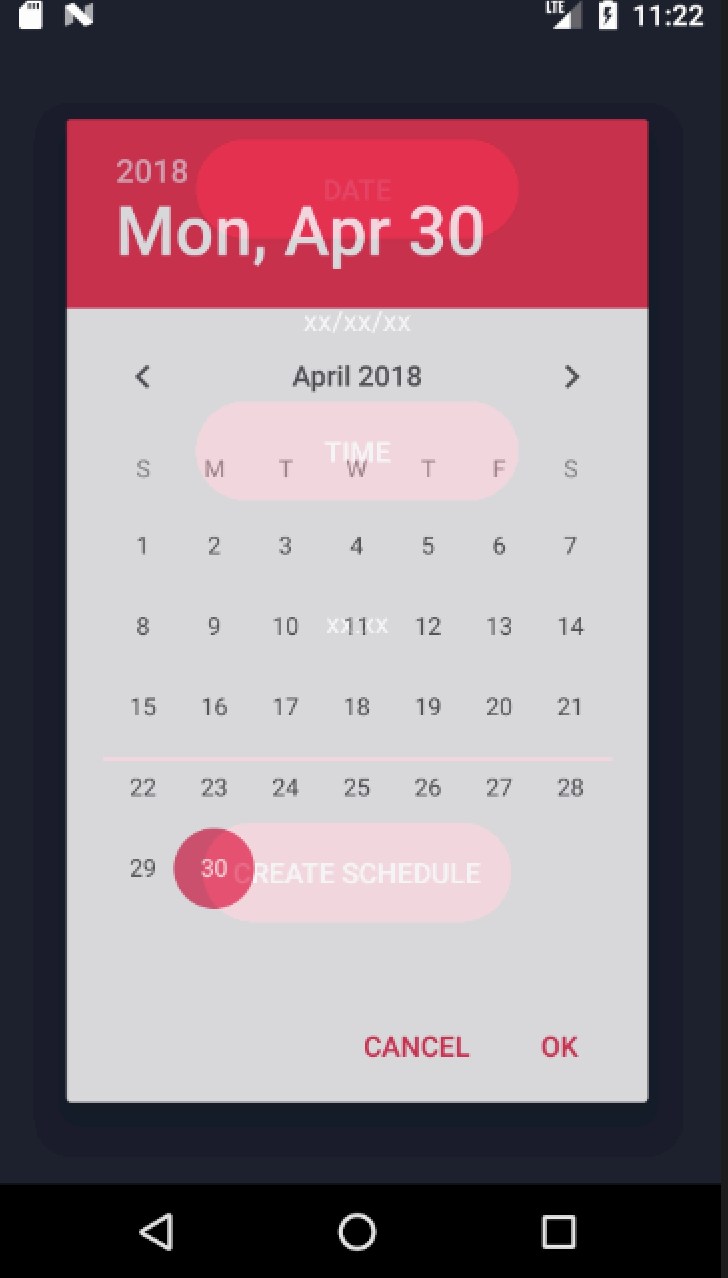 LTE 11:22
2018
DATE
Mon, Apr 30
xx/xx/xx
April 2018
TIME
S M T W T F S
1 2 3 4 5 6 7
8 9 10 11 12 13 14
xx:xx
15 16 17 18 19 20 21
22 23 24 25 26 27 28
29 30
CREATE SCHEDULE
CANCEL OK